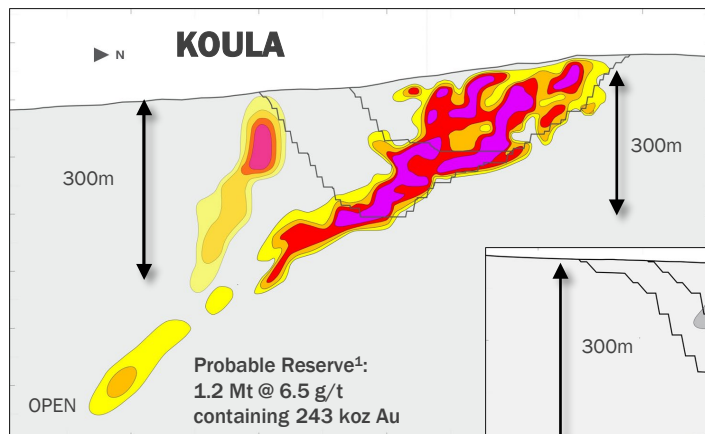 KOULA
N
300m
300m
300m
Probable Reserve¹:
1.2 Mt @ 6.5 g/t
containing 243 koz Au
OPEN